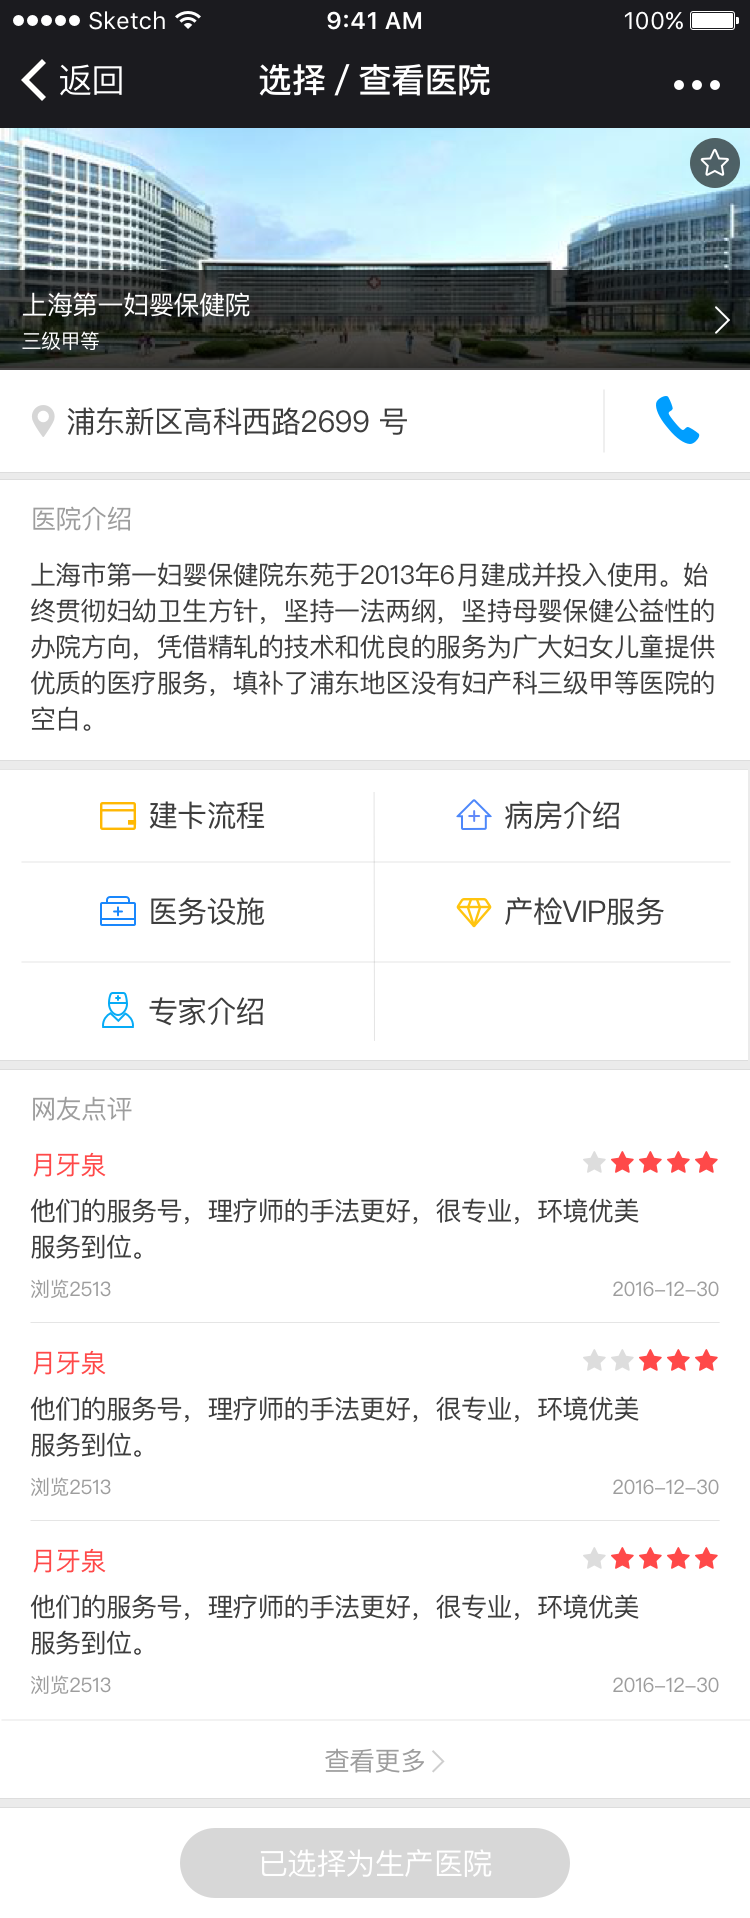 Sketch 9:41 AM 100%
返回 选择 / 查看医院
上海第一妇婴保健院
三级甲等
浦东新区高科西路2699 号
医院介绍
上海市第一妇婴保健院东苑于2013年6月建成并投入使用。始
终贯彻妇幼卫生方针，坚持一法两纲，坚持母婴保健公益性的
办院方向，凭借精轧的技术和优良的服务为广大妇女儿童提供
优质的医疗服务，填补了浦东地区没有妇产科三级甲等医院的
空白。
建卡流程 病房介绍
医务设施 产检VIP服务
专家介绍
网友点评
月牙泉
他们的服务号，理疗师的手法更好，很专业，环境优美
服务到位。
浏览2513 2016-12-30
月牙泉
他们的服务号，理疗师的手法更好，很专业，环境优美
服务到位。
浏览2513 2016-12-30
月牙泉
他们的服务号，理疗师的手法更好，很专业，环境优美
服务到位。
浏览2513 2016-12-30
查看更多
已选择为生产医院